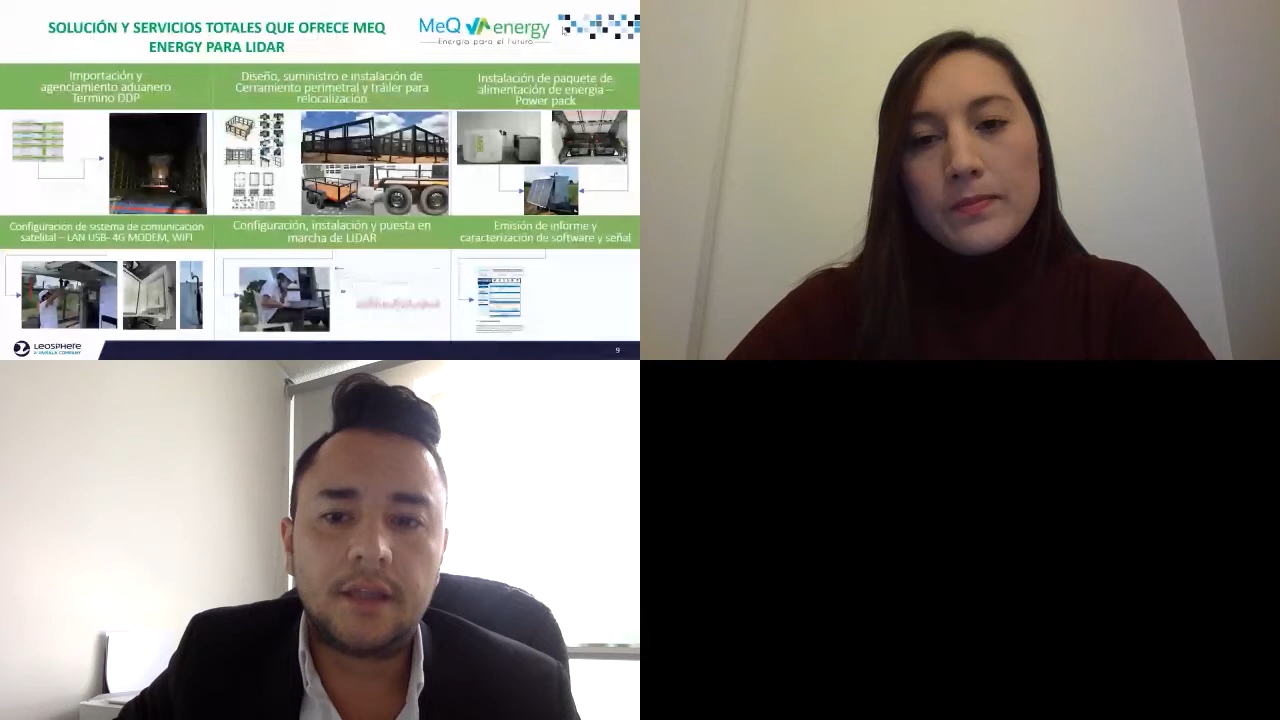 SOLUCIÓN Y SERVICIOS TOTALES QUE OFRECE MEQ
ENERGY PARA LIDAR
MeQ energy
Energía para el Futuro
Importación y
agenciamiento aduanero
Termino DDP
Diseño, suministro e instalación de
Cerramiento perimetral y tráiler para
relocalización.
Instalación de paquete de
alimentación de energía –
Power pack
Configuración de sistema de comunicación
satelital – LAN USB- 4G MODEM, WIFI
Configuración, instalación y puesta en
marcha de LIDAR
Emisión de informe y
caracterización de software y señal
LEOSPHERE
A VAISALA COMPANY
9